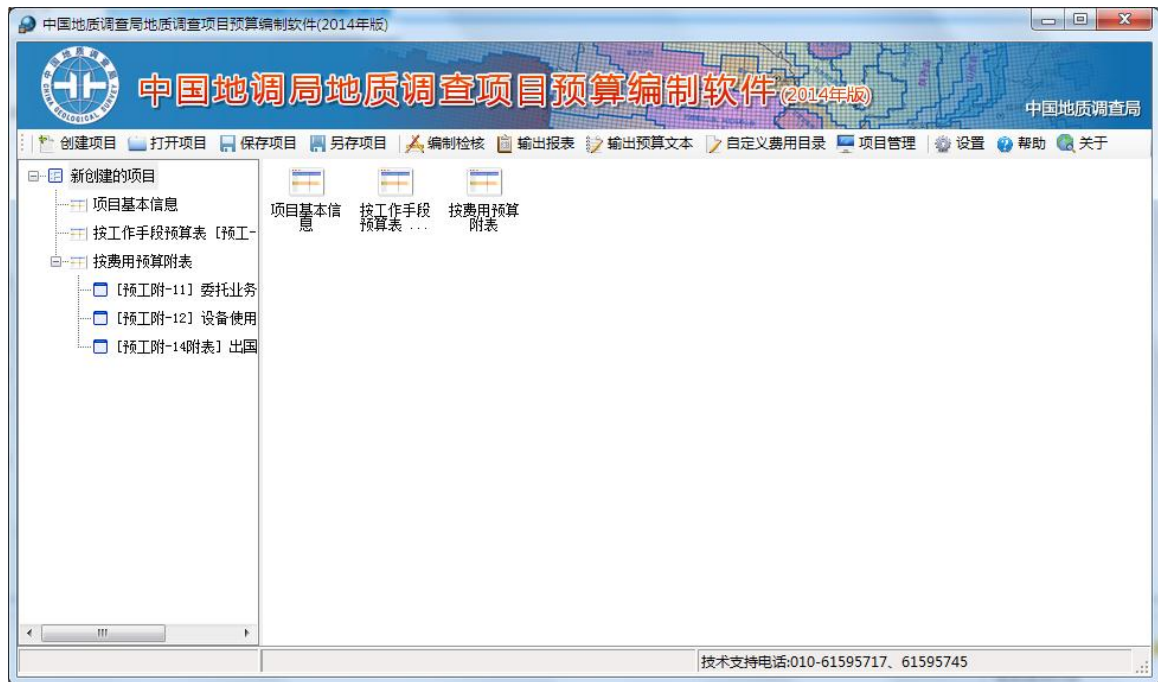 中国地质调查局地质调查项目预算编制软件(2014年版)
中国地调局地质调查项目预算编制软件(2014年版)
中国地质调查局
创建项目 打开项目 保存项目 另存项目 编制检核 输出报表 输出预算文本 自定义费用目录 项目管理 设置 帮助 关于
新创建的项目
项目基本信息
按工作手段预算表 [预工-
按费用预算附表
[预工附-11] 委托业务
[预工附-12] 设备使用
[预工附-14附表] 出国
项目基本信息
按工作手段预算表 ...
按费用预算附表
技术支持电话:010-61595717、61595745